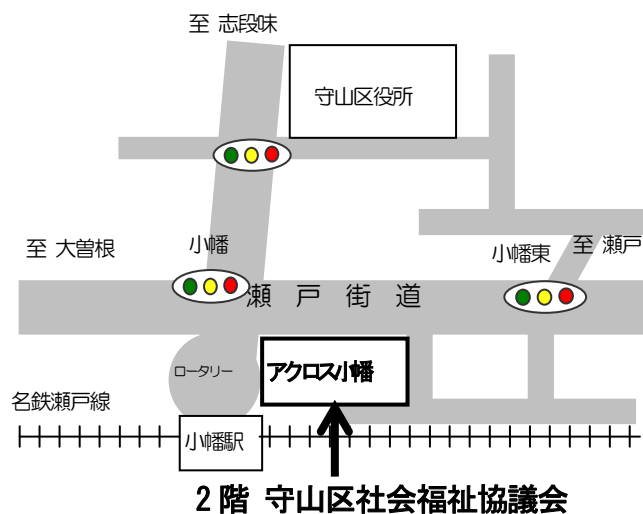 至 志段味
守山区役所
至 大曽根
小幡
小幡東
至 瀬戸
瀬戸街道
ロータリー
アクロス小幡
名鉄瀬戸線
小幡駅
2階 守山区社会福祉協議会